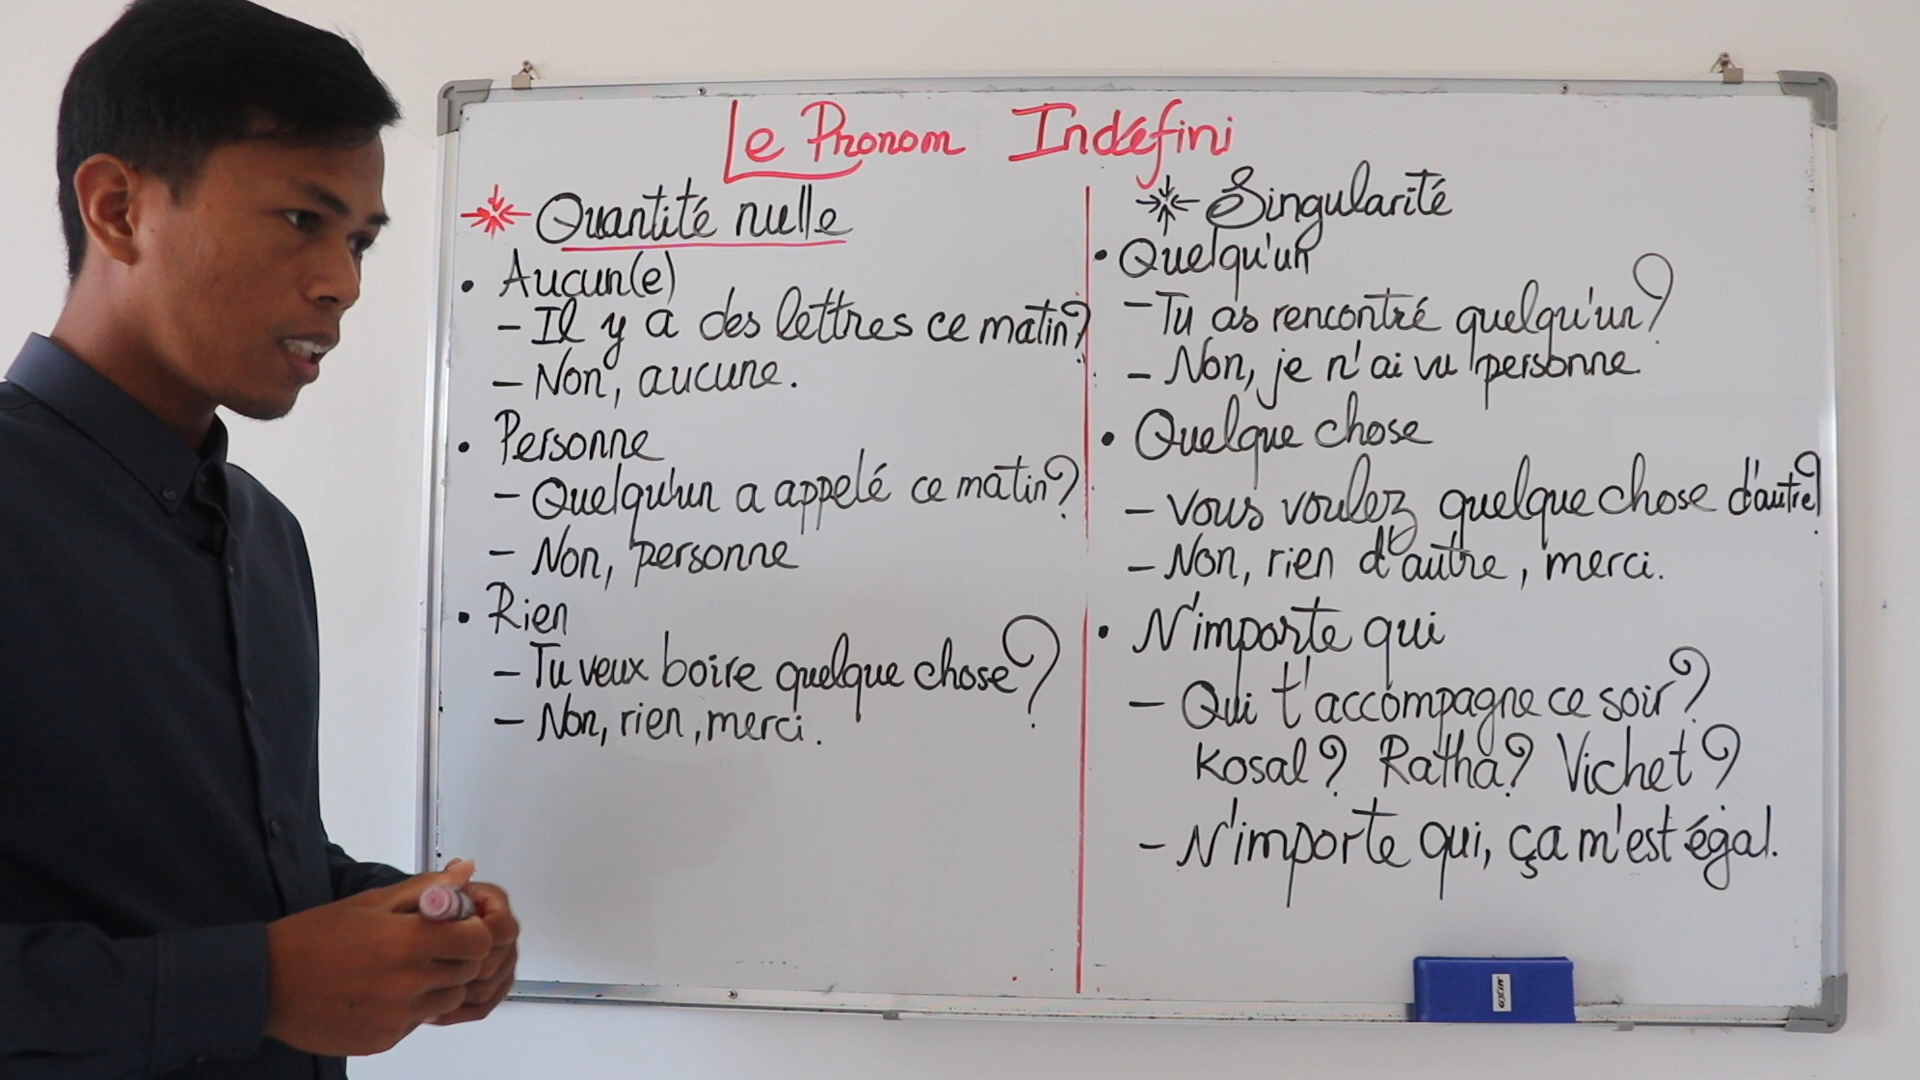 Le Pronom Indéfini
Quantité nulle
• Aucun(e)
- Il y a des lettres ce matin?
- Non, aucune.
• Personne
- Quelqu'un a appelé ce matin?
- Non, personne
• Rien
- Tu veux boire quelque chose?
- Non, rien, merci.
Singularité
• Quelqu'un
- Tu as rencontré quelqu'un?
- Non, je n'ai vu personne.
• Quelque chose
- Vous voulez quelque chose d'autre?
- Non, rien d'autre, merci.
• N'importe qui
- Qui t'accompagne ce soir?
Kosal? Ratha? Vichet?
- N'importe qui, ça m'est égal.